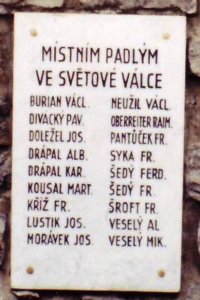 MÍSTNÍM PADLÝM
VE SVĚTOVÉ VÁLCE
BURIAN VÁCL. NEUŽIL VÁCL.
DIVACKÝ PAV. OBERREITER RAIM.
DOLEŽEL JOS. PANTŮČEK FR.
DRÁPAL ALB. SYKA FR.
DRÁPAL KAR. ŠEDÝ FERD.
KOUSAL MART. ŠEDÝ FR.
KŘÍŽ FR. ŠROFT FR.
LUSTIK JOS. VESELÝ AL
MORÁVEK JOS. VESELÝ MIK.